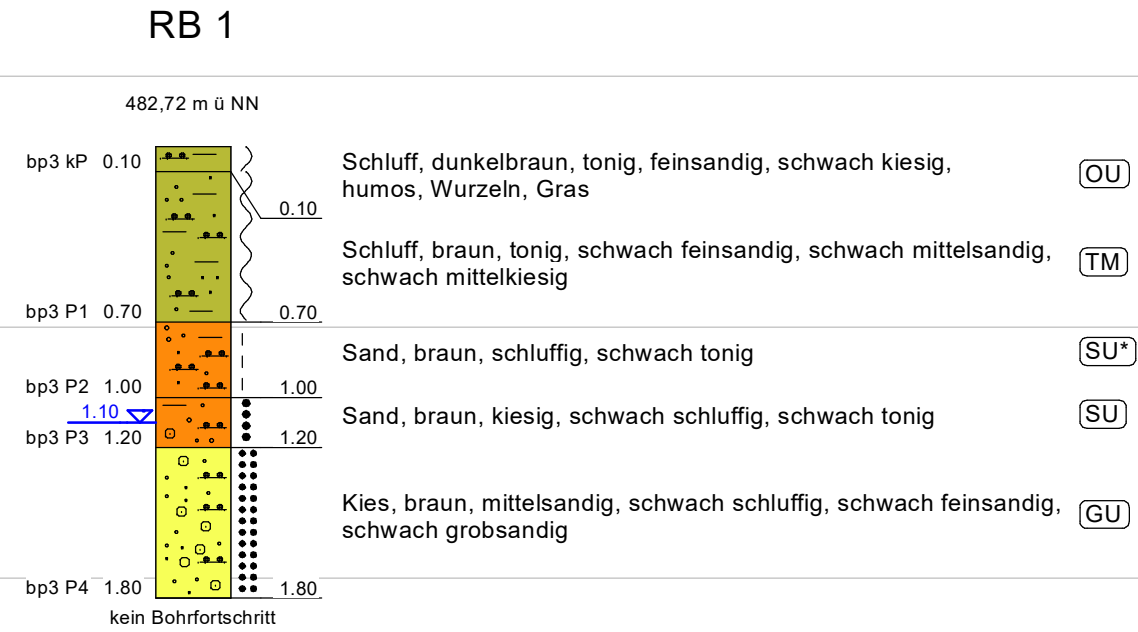 RB 1
482,72 m ü NN
bp3 kP 0.10
0.10
Schluff, dunkelbraun, tonig, feinsandig, schwach kiesig,
humos, Wurzeln, Gras
OU
Schluff, braun, tonig, schwach feinsandig, schwach mittelsandig,
schwach mittelkiesig
TM
bp3 P1 0.70
0.70
Sand, braun, schluffig, schwach tonig
SU*
bp3 P2 1.00
1.00
1.10
Sand, braun, kiesig, schwach schluffig, schwach tonig
SU
bp3 P3 1.20
1.20
Kies, braun, mittelsandig, schwach schluffig, schwach feinsandig,
schwach grobsandig
GU
bp3 P4 1.80
1.80
kein Bohrfortschritt